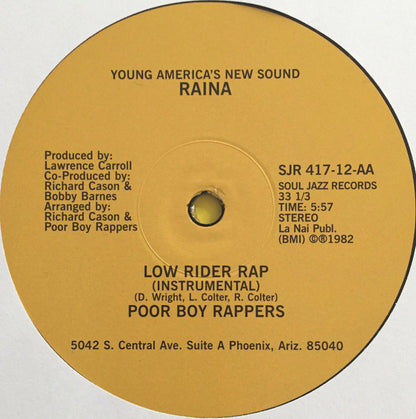 YOUNG AMERICA'S NEW SOUND
RAINA
Produced by:
Lawrence Carroll
Co-Produced by:
Richard Cason &
Bobby Barnes
Arranged by:
Richard Cason &
Poor Boy Rappers
SJR 417-12-AA
SOUL JAZZ RECORDS
33 1/3
TIME: 5:57
STEREO
La Nai Publ.
(BMI) ©℗1982
LOW RIDER RAP
(INSTRUMENTAL)
(D. Wright, L. Colter, R. Colter)
POOR BOY RAPPERS
5042 S. Central Ave. Suite A Phoenix, Ariz. 85040